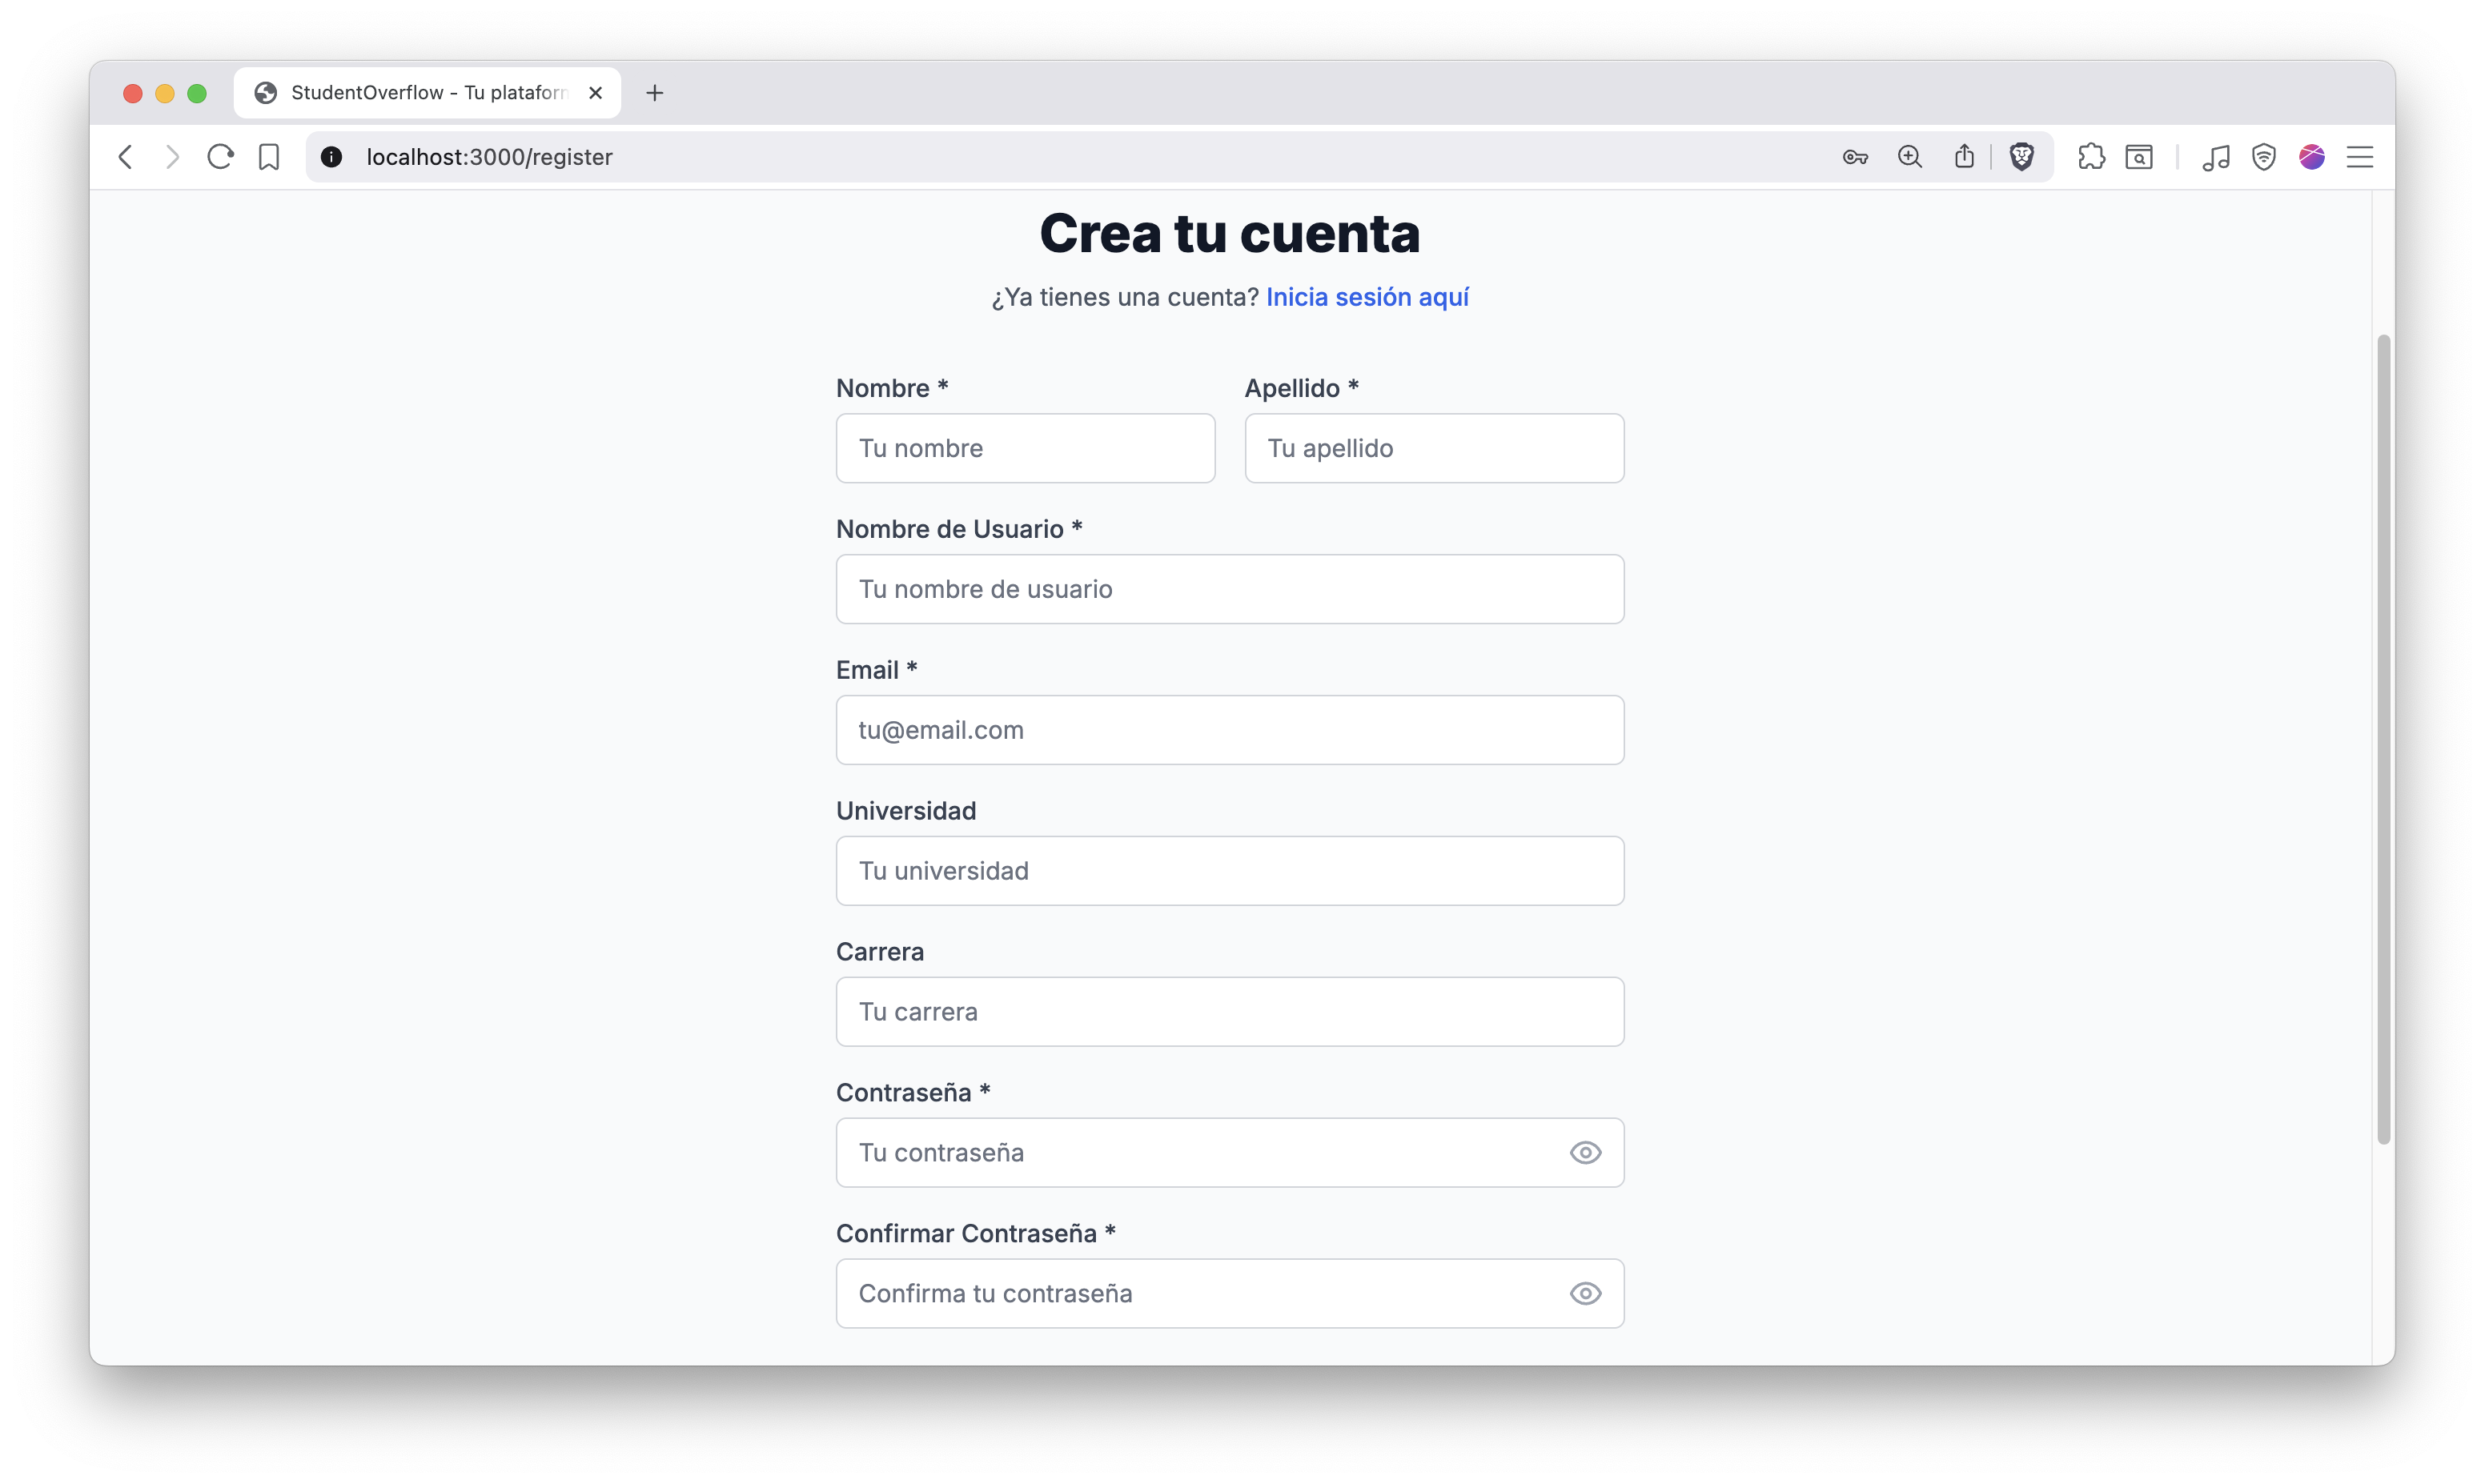 StudentOverflow - Tu plataform
localhost:3000/register
Crea tu cuenta
¿Ya tienes una cuenta? Inicia sesión aquí
Nombre * Apellido *
Tu nombre Tu apellido
Nombre de Usuario *
Tu nombre de usuario
Email *
tu@email.com
Universidad
Tu universidad
Carrera
Tu carrera
Contraseña *
Tu contraseña
Confirmar Contraseña *
Confirma tu contraseña